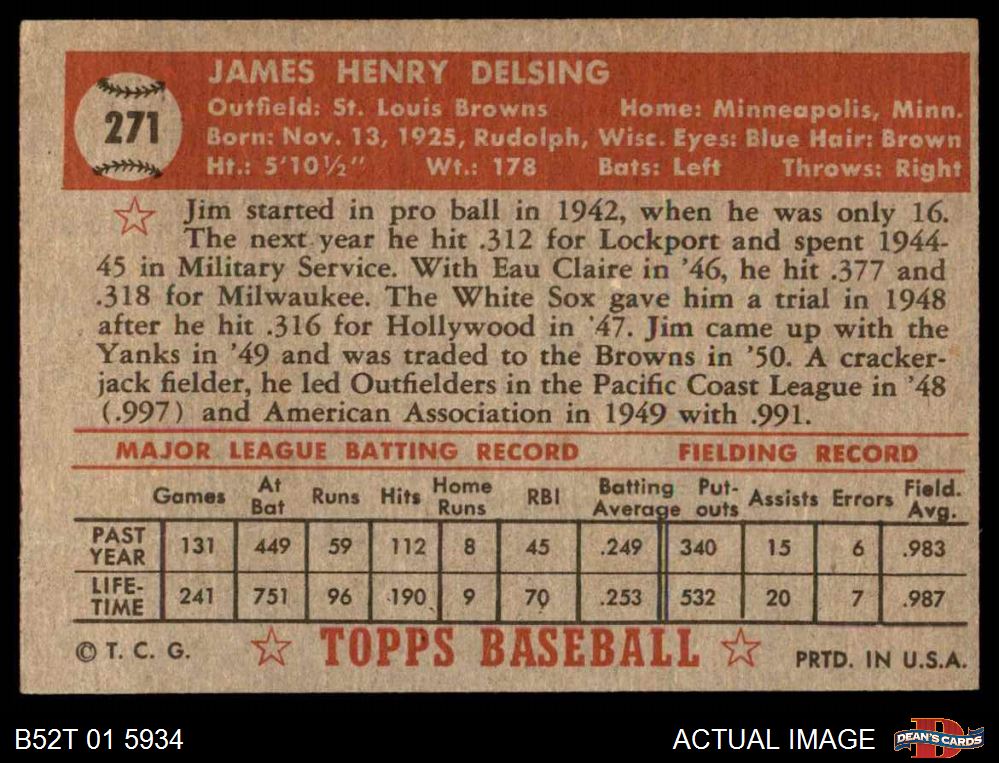 271
JAMES HENRY DELSING
Outfield: St. Louis Browns Home: Minneapolis, Minn.
Born: Nov. 13, 1925, Rudolph, Wisc. Eyes: Blue Hair: Brown
Ht.: 5'10½" Wt.: 178 Bats: Left Throws: Right
Jim started in pro ball in 1942, when he was only 16.
The next year he hit .312 for Lockport and spent 1944-
45 in Military Service. With Eau Claire in '46, he hit .377 and
.318 for Milwaukee. The White Sox gave him a trial in 1948
after he hit .316 for Hollywood in '47. Jim came up with the
Yanks in '49 and was traded to the Browns in '50. A cracker-
jack fielder, he led Outfielders in the Pacific Coast League in '48
(.997) and American Association in 1949 with .991.
MAJOR LEAGUE BATTING RECORD FIELDING RECORD
Games At Bat Runs Hits Home Runs RBI Batting Average Put-outs Assists Errors Field. Avg.
PAST YEAR 131 449 59 112 8 45 .249 340 15 6 .983
LIFE-TIME 241 751 96 190 9 70 .253 532 20 7 .987
© T. C. G. TOPPS BASEBALL PRTD. IN U.S.A.
B52T 01 5934 ACTUAL IMAGE DEAN'S CARDS